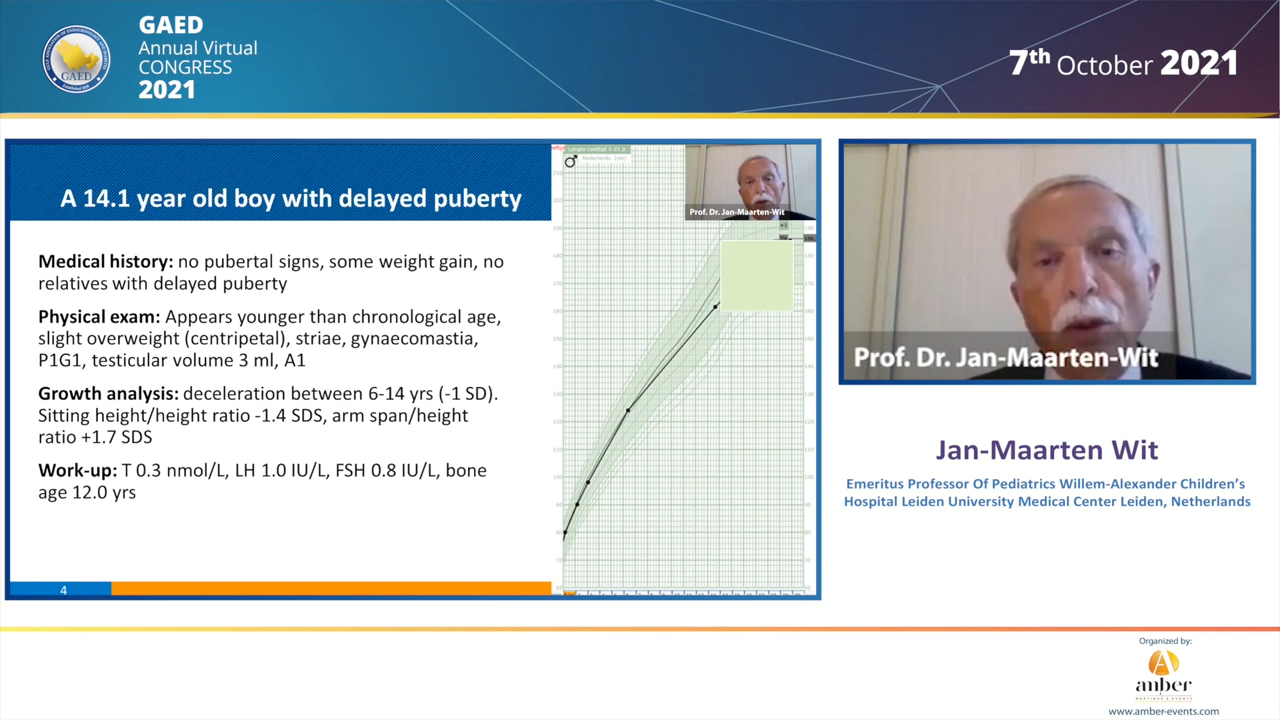 GAED
Annual Virtual
CONGRESS
2021
GAED
7th October 2021
A 14.1 year old boy with delayed puberty
Medical history: no pubertal signs, some weight gain, no
relatives with delayed puberty
Physical exam: Appears younger than chronological age,
slight overweight (centripetal), striae, gynaecomastia,
P1G1, testicular volume 3 ml, A1
Growth analysis: deceleration between 6-14 yrs (-1 SD).
Sitting height/height ratio -1.4 SDS, arm span/height
ratio +1.7 SDS
Work-up: T 0.3 nmol/L, LH 1.0 IU/L, FSH 0.8 IU/L, bone
age 12.0 yrs
4
Prof. Dr. Jan-Maarten-Wit
Prof. Dr. Jan-Maarten-Wit
Jan-Maarten Wit
Emeritus Professor Of Pediatrics Willem-Alexander Children's
Hospital Leiden University Medical Center Leiden, Netherlands
Organized by:
anber
MEETINGS & EVENTS
www.amber-events.com